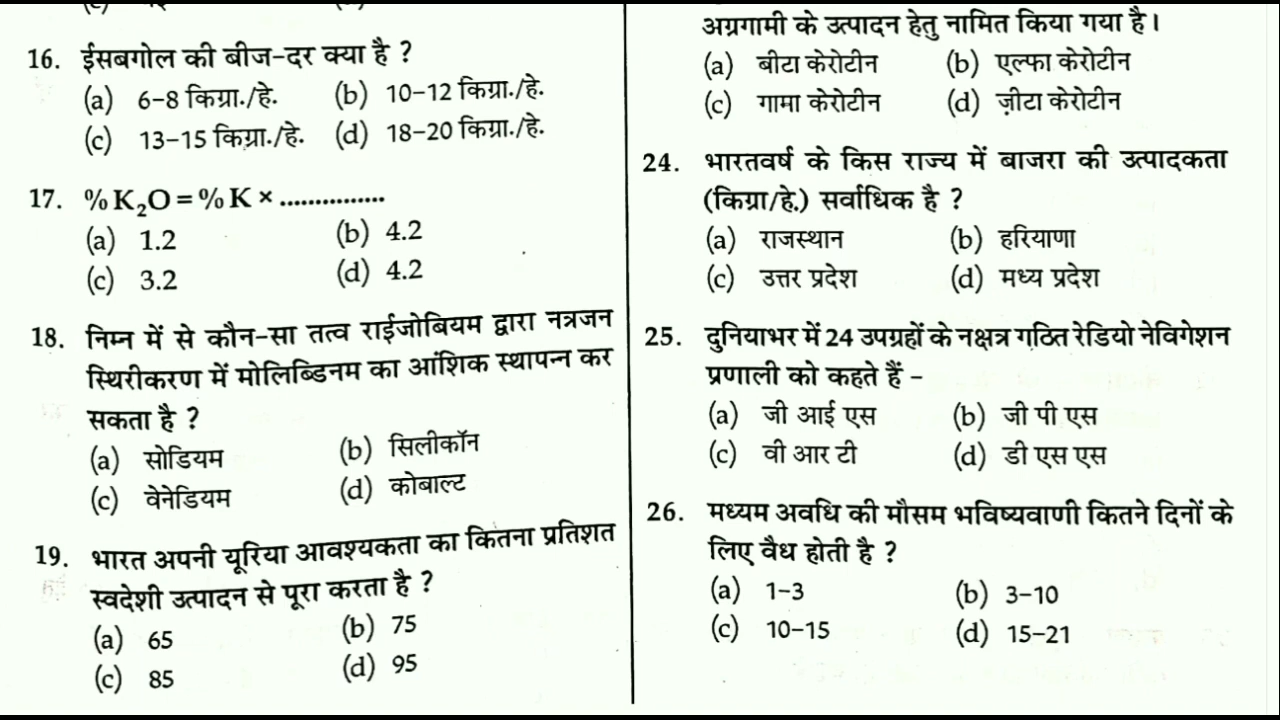 16. ईसबगोल की बीज-दर क्या है ?
(a) 6-8 किग्रा./हे. (b) 10-12 किग्रा./हे.
(c) 13-15 किग्रा./हे. (d) 18-20 किग्रा./हे.
17. % K₂O = % K × ...............
(a) 1.2 (b) 4.2
(c) 3.2 (d) 4.2
18. निम्न में से कौन-सा तत्व राईजोबियम द्वारा नत्रजन
स्थिरीकरण में मोलिब्डिनम का आंशिक स्थापन्न कर
सकता है ?
(a) सोडियम (b) सिलीकॉन
(c) वेनेडियम (d) कोबाल्ट
19. भारत अपनी यूरिया आवश्यकता का कितना प्रतिशत
स्वदेशी उत्पादन से पूरा करता है ?
(a) 65 (b) 75
(c) 85 (d) 95
अग्रगामी के उत्पादन हेतु नामित किया गया है।
(a) बीटा केरोटीन (b) एल्फा केरोटीन
(c) गामा केरोटीन (d) ज़ीटा केरोटीन
24. भारतवर्ष के किस राज्य में बाजरा की उत्पादकता
(किग्रा/हे.) सर्वाधिक है ?
(a) राजस्थान (b) हरियाणा
(c) उत्तर प्रदेश (d) मध्य प्रदेश
25. दुनियाभर में 24 उपग्रहों के नक्षत्र गठित रेडियो नेविगेशन
प्रणाली को कहते हैं -
(a) जी आई एस (b) जी पी एस
(c) वी आर टी (d) डी एस एस
26. मध्यम अवधि की मौसम भविष्यवाणी कितने दिनों के
लिए वैध होती है ?
(a) 1-3 (b) 3-10
(c) 10-15 (d) 15-21